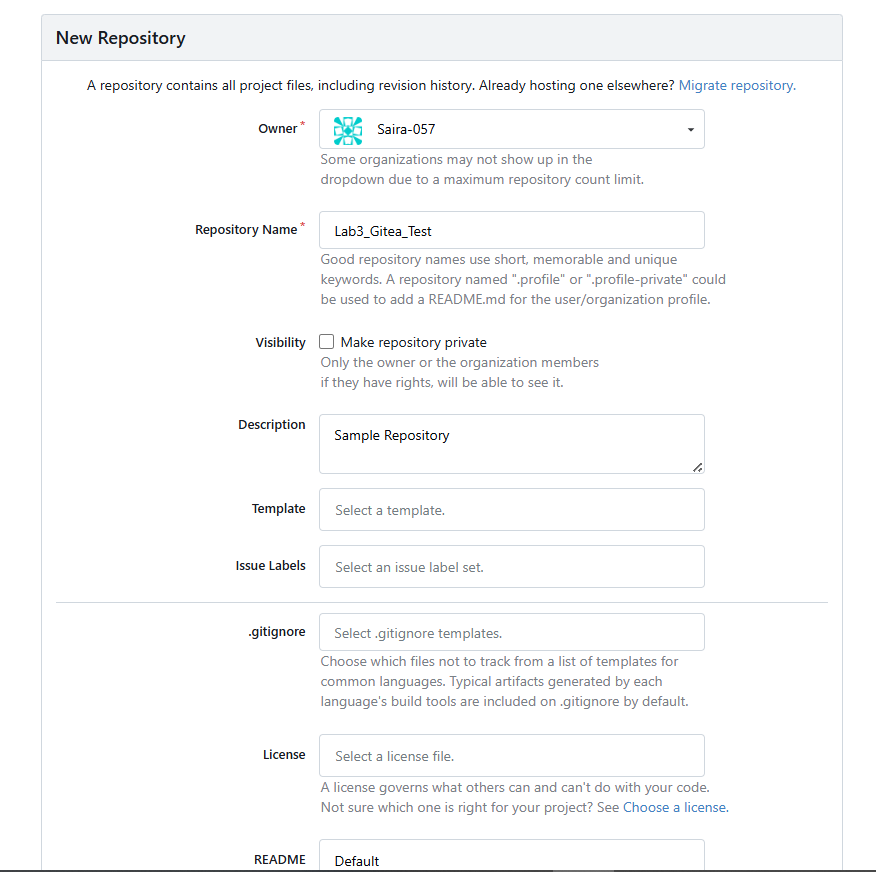 New Repository
A repository contains all project files, including revision history. Already hosting one elsewhere? Migrate repository.
Owner *
Saira-057
Some organizations may not show up in the
dropdown due to a maximum repository count limit.
Repository Name *
Lab3_Gitea_Test
Good repository names use short, memorable and unique
keywords. A repository named ".profile" or ".profile-private" could
be used to add a README.md for the user/organization profile.
Visibility
Make repository private
Only the owner or the organization members
if they have rights, will be able to see it.
Description
Sample Repository
Template
Select a template.
Issue Labels
Select an issue label set.
.gitignore
Select .gitignore templates.
Choose which files not to track from a list of templates for
common languages. Typical artifacts generated by each
language's build tools are included on .gitignore by default.
License
Select a license file.
A license governs what others can and can't do with your code.
Not sure which one is right for your project? See Choose a license.
README
Default